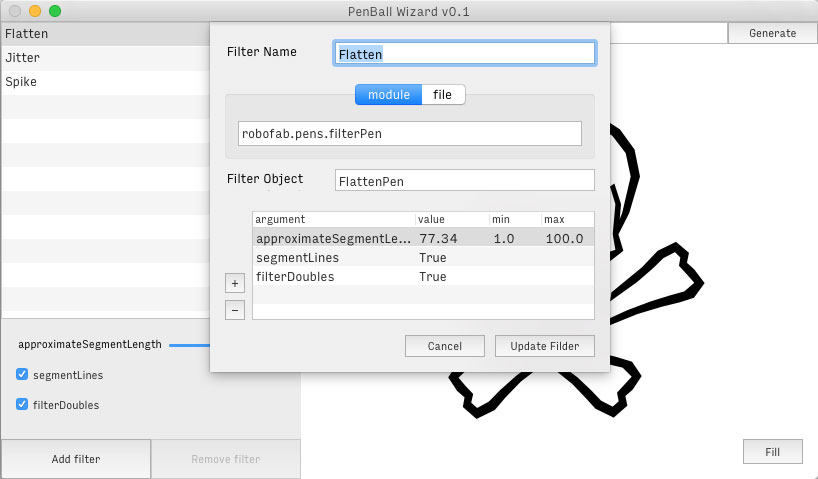 PenBall Wizard v0.1
Flatten
Jitter
Spike
Generate
Filter Name
Flatten
module file
robofab.pens.filterPen
Filter Object
FlattenPen
argument value min max
approximateSegmentLe... 77.34 1.0 100.0
segmentLines True
filterDoubles True
+
−
Cancel Update Filder
approximateSegmentLength
segmentLines
filterDoubles
Add filter Remove filter
Fill